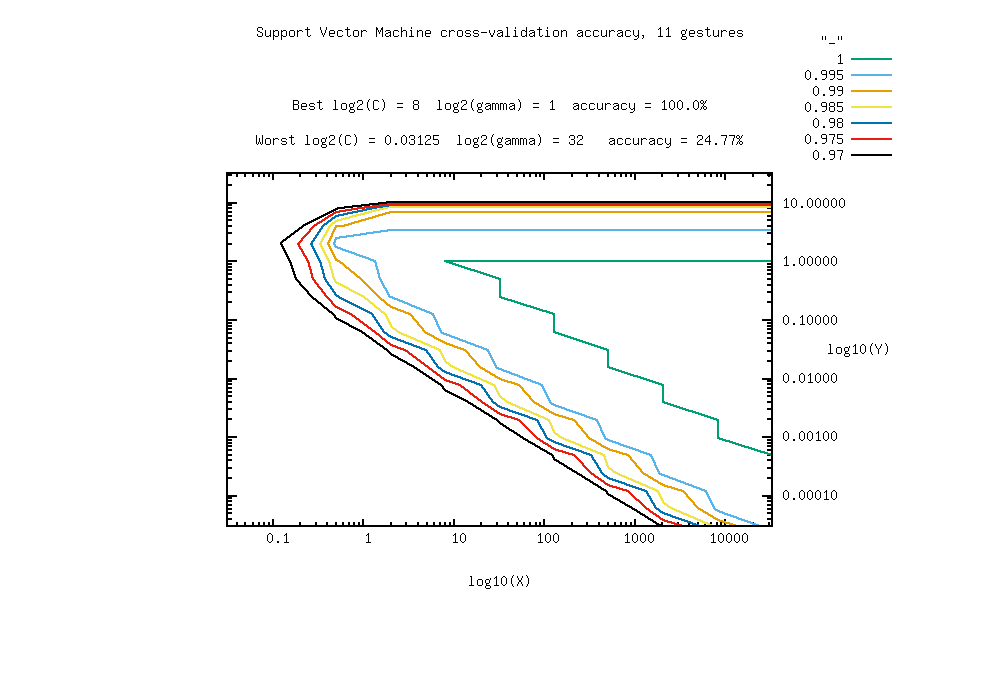 Support Vector Machine cross-validation accuracy, 11 gestures
"_"
1
0.995
0.99
0.985
0.98
0.975
0.97
Best log2(C) = 8  log2(gamma) = 1  accuracy = 100.0%
Worst log2(C) = 0.03125  log2(gamma) = 32   accuracy = 24.77%
10.00000
1.00000
0.10000
log10(Y)
0.01000
0.00100
0.00010
0.1 1 10 100 1000 10000
log10(X)